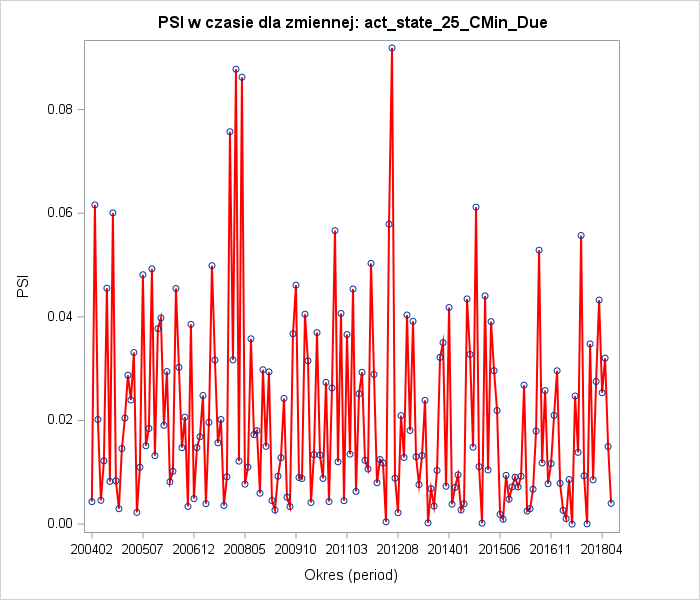 PSI w czasie dla zmiennej: act_state_25_CMin_Due
PSI
0.08
0.06
0.04
0.02
0.00
200402 200507 200612 200805 200910 201103 201208 201401 201506 201611 201804
Okres (period)